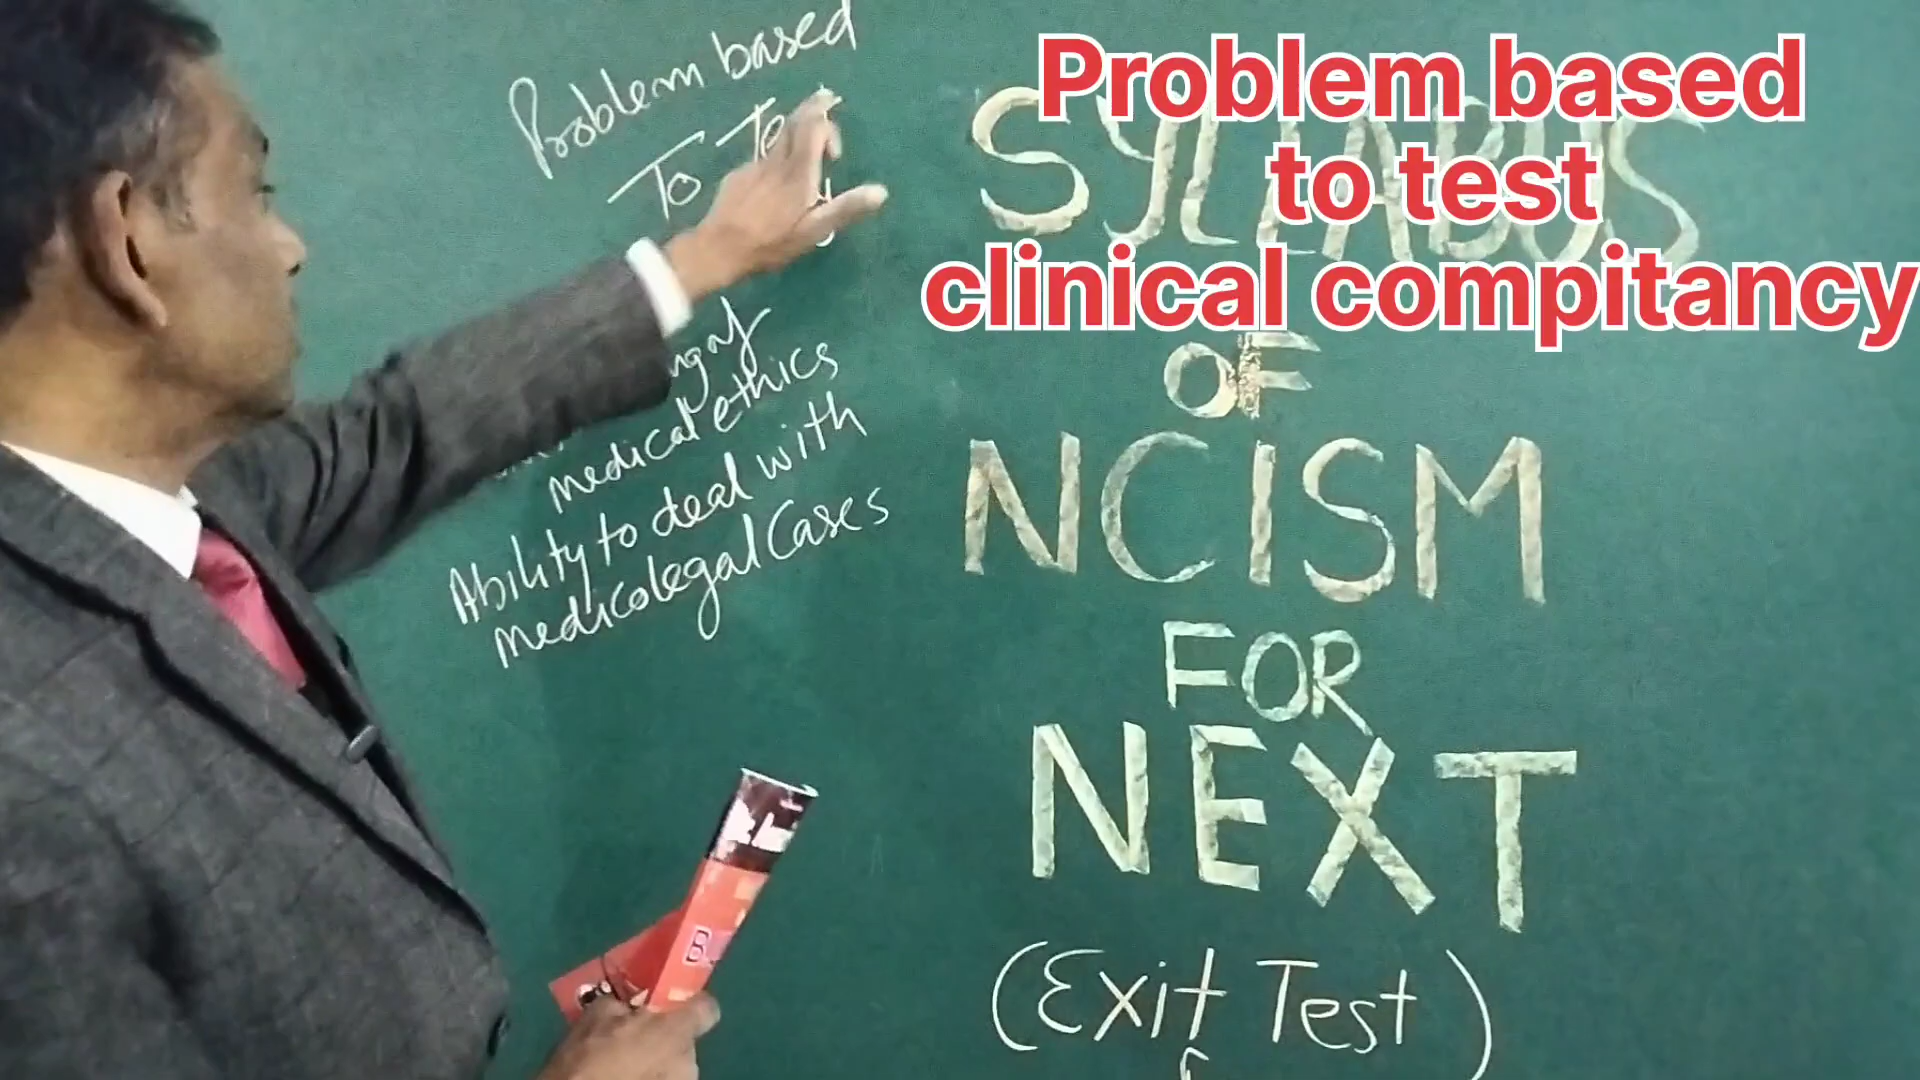 Problem based
to test
clinical compitancy
Problem based
To Test
medical ethics
Ability to deal with
medicolegal Cases
SYLLABUS
OF
NCISM
FOR
NEXT
(Exit Test)